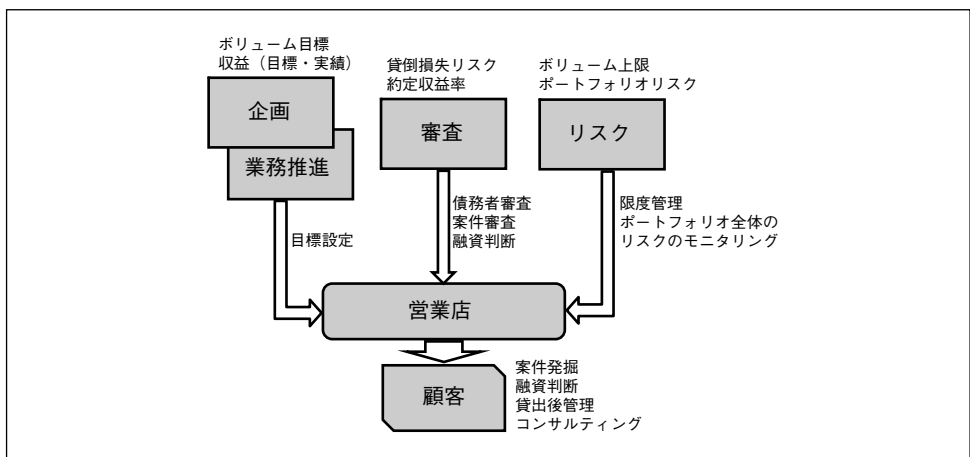 ボリューム目標
収益（目標・実績）
企画
業務推進
目標設定
貸倒損失リスク
約定収益率
審査
債務者審査
案件審査
融資判断
ボリューム上限
ポートフォリオリスク
リスク
限度管理
ポートフォリオ全体の
リスクのモニタリング
営業店
顧客
案件発掘
融資判断
貸出後管理
コンサルティング